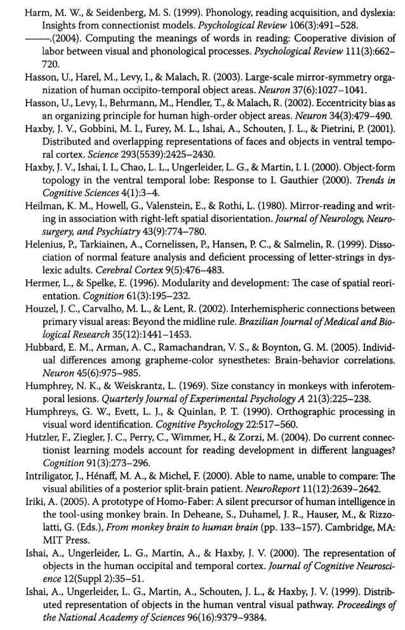 Harm, M. W., & Seidenberg, M. S. (1999). Phonology, reading acquisition, and dyslexia:
Insights from connectionist models. Psychological Review 106(3):491–528.
———.(2004). Computing the meanings of words in reading: Cooperative division of
labor between visual and phonological processes. Psychological Review 111(3):662–
720.
Hasson, U., Harel, M., Levy, I., & Malach, R. (2003). Large-scale mirror-symmetry orga-
nization of human occipito-temporal object areas. Neuron 37(6):1027–1041.
Hasson, U., Levy, I., Behrmann, M., Hendler, T., & Malach, R. (2002). Eccentricity bias as
an organizing principle for human high-order object areas. Neuron 34(3):479–490.
Haxby, J. V., Gobbini, M. I., Furey, M. L., Ishai, A., Schouten, J. L., & Pietrini, P. (2001).
Distributed and overlapping representations of faces and objects in ventral tempo-
ral cortex. Science 293(5539):2425–2430.
Haxby, J. V., Ishai, I. I., Chao, L. L., Ungerleider, L. G., & Martin, I. I. (2000). Object-form
topology in the ventral temporal lobe: Response to I. Gauthier (2000). Trends in
Cognitive Sciences 4(1):3–4.
Heilman, K. M., Howell, G., Valenstein, E., & Rothi, L. (1980). Mirror-reading and writ-
ing in association with right-left spatial disorientation. Journal of Neurology, Neuro-
surgery, and Psychiatry 43(9):774–780.
Helenius, P., Tarkiainen, A., Cornelissen, P., Hansen, P. C., & Salmelin, R. (1999). Disso-
ciation of normal feature analysis and deficient processing of letter-strings in dys-
lexic adults. Cerebral Cortex 9(5):476–483.
Hermer, L., & Spelke, E. (1996). Modularity and development: The case of spatial reori-
entation. Cognition 61(3):195–232.
Houzel, J. C., Carvalho, M. L., & Lent, R. (2002). Interhemispheric connections between
primary visual areas: Beyond the midline rule. Brazilian Journal of Medical and Bio-
logical Research 35(12):1441–1453.
Hubbard, E. M., Arman, A. C., Ramachandran, V. S., & Boynton, G. M. (2005). Individ-
ual differences among grapheme-color synesthetes: Brain-behavior correlations.
Neuron 45(6):975–985.
Humphrey, N. K., & Weiskrantz, L. (1969). Size constancy in monkeys with inferotem-
poral lesions. Quarterly Journal of Experimental Psychology A 21(3):225–238.
Humphreys, G. W., Evett, L. J., & Quinlan, P. T. (1990). Orthographic processing in
visual word identification. Cognitive Psychology 22:517–560.
Hutzler, F., Ziegler, J. C., Perry, C., Wimmer, H., & Zorzi, M. (2004). Do current connec-
tionist learning models account for reading development in different languages?
Cognition 91(3):273–296.
Intriligator, J., Hénaff, M. A., & Michel, F. (2000). Able to name, unable to compare: The
visual abilities of a posterior split-brain patient. NeuroReport 11(12):2639–2642.
Iriki, A. (2005). A prototype of Homo-Faber: A silent precursor of human intelligence in
the tool-using monkey brain. In Deheane, S., Duhamel, J. R., Hauser, M., & Rizzo-
latti, G. (Eds.), From monkey brain to human brain (pp. 133–157). Cambridge, MA:
MIT Press.
Ishai, A., Ungerleider, L. G., Martin, A., & Haxby, J. V. (2000). The representation of
objects in the human occipital and temporal cortex. Journal of Cognitive Neurosci-
ence 12(Suppl 2):35–51.
Ishai, A., Ungerleider, L. G., Martin, A., Schouten, J. L., & Haxby, J. V. (1999). Distrib-
uted representation of objects in the human ventral visual pathway. Proceedings of
the National Academy of Sciences 96(16):9379–9384.